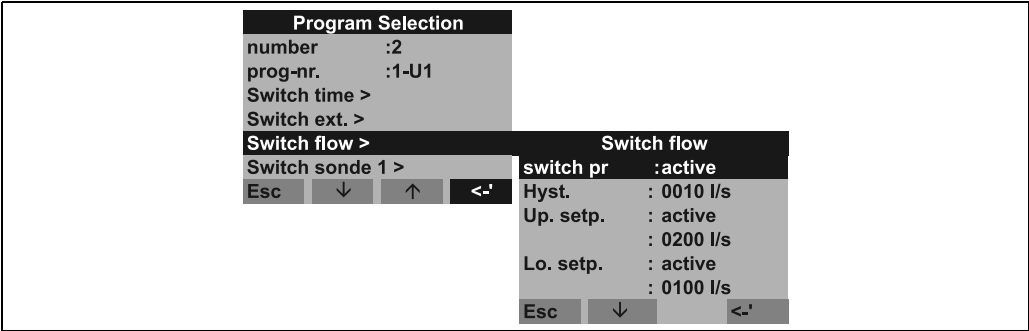 Program Selection
number :2
prog-nr. :1-U1
Switch time >
Switch ext. >
Switch flow >
Switch sonde 1 >
Esc ↓ ↑ <-'
Switch flow
switch pr :active
Hyst. : 0010 l/s
Up. setp. : active
: 0200 l/s
Lo. setp. : active
: 0100 l/s
Esc ↓ <-'